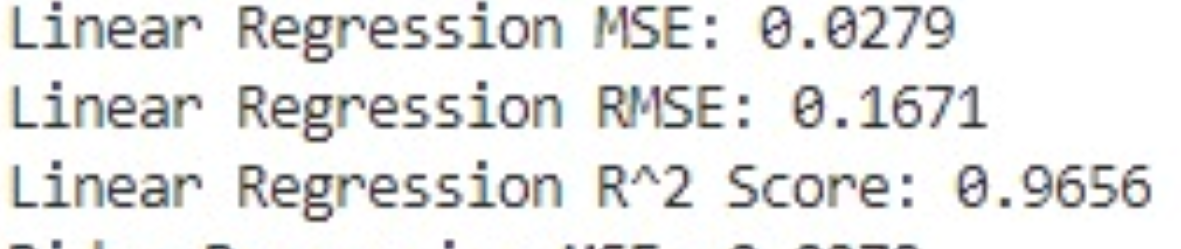 Linear Regression MSE: 0.0279
Linear Regression RMSE: 0.1671
Linear Regression R^2 Score: 0.9656